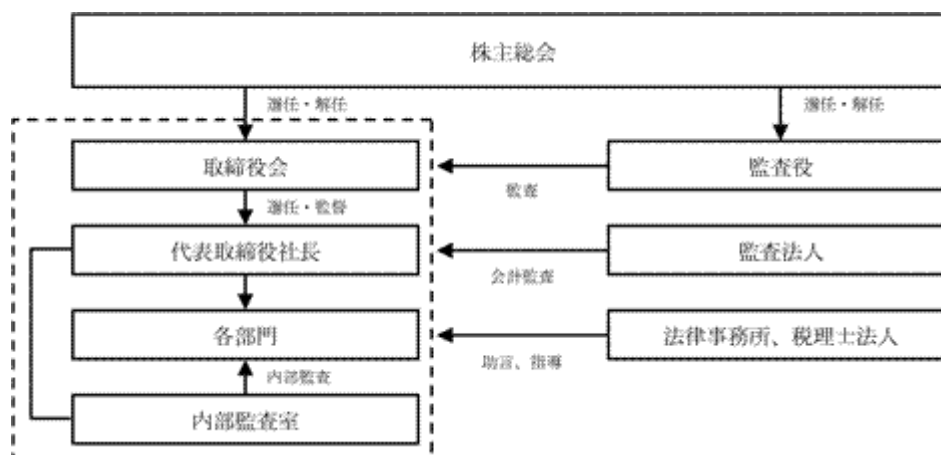 株主総会
選任・解任
選任・解任
取締役会
監査役
監査
選任・監督
代表取締役社長
監査法人
会計監査
各部門
法律事務所、税理士法人
内部監査
助言、指導
内部監査室